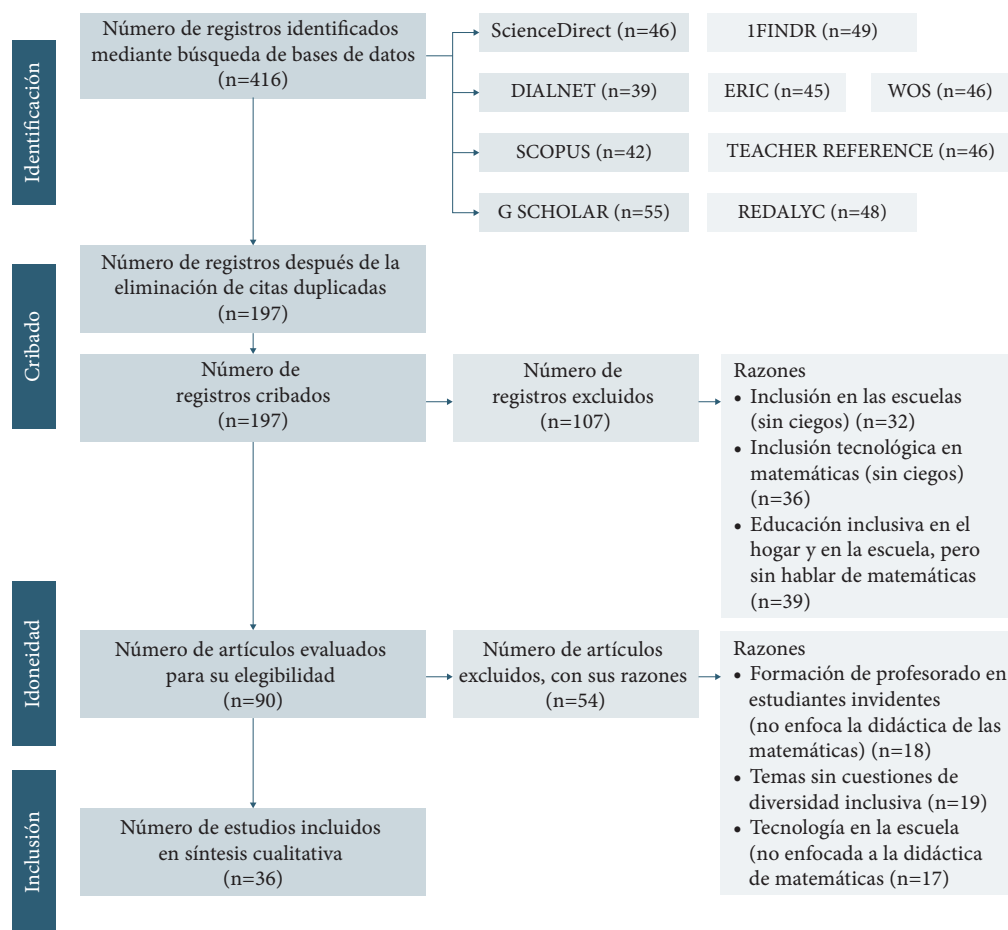 Identificación
Número de registros identificados
mediante búsqueda de bases de datos
(n=416)
ScienceDirect (n=46)
1FINDR (n=49)
DIALNET (n=39)
ERIC (n=45)
WOS (n=46)
SCOPUS (n=42)
TEACHER REFERENCE (n=46)
G SCHOLAR (n=55)
REDALYC (n=48)
Cribado
Número de registros después de la
eliminación de citas duplicadas
(n=197)
Número de
registros cribados
(n=197)
Número de
registros excluidos
(n=107)
Razones
• Inclusión en las escuelas
(sin ciegos) (n=32)
• Inclusión tecnológica en
matemáticas (sin ciegos)
(n=36)
• Educación inclusiva en el
hogar y en la escuela, pero
sin hablar de matemáticas
(n=39)
Idoneidad
Número de artículos evaluados
para su elegibilidad
(n=90)
Número de artículos
excluidos, con sus razones
(n=54)
Razones
• Formación de profesorado en
estudiantes invidentes
(no enfoca la didáctica de las
matemáticas) (n=18)
• Temas sin cuestiones de
diversidad inclusiva (n=19)
• Tecnología en la escuela
(no enfocada a la didáctica
de matemáticas (n=17)
Inclusión
Número de estudios incluidos
en síntesis cualitativa
(n=36)